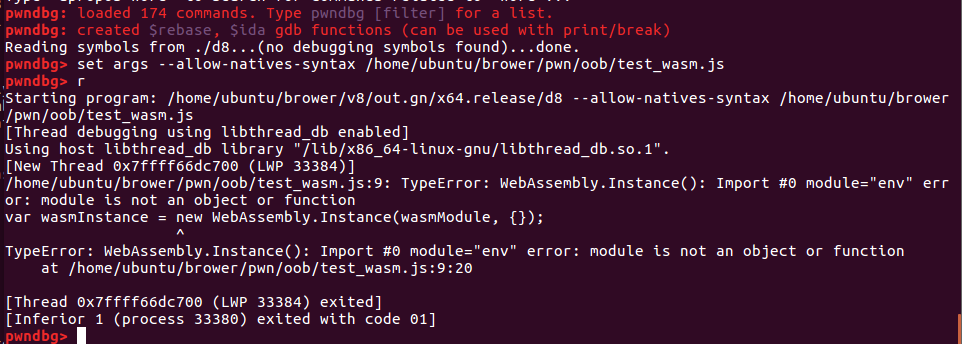 pwndbg: loaded 174 commands. Type pwndbg [filter] for a list.
pwndbg: created $rebase, $ida gdb functions (can be used with print/break)
Reading symbols from ./d8...(no debugging symbols found)...done.
pwndbg> set args --allow-natives-syntax /home/ubuntu/brower/pwn/oob/test_wasm.js
pwndbg> r
Starting program: /home/ubuntu/brower/v8/out.gn/x64.release/d8 --allow-natives-syntax /home/ubuntu/brower
/pwn/oob/test_wasm.js
[Thread debugging using libthread_db enabled]
Using host libthread_db library "/lib/x86_64-linux-gnu/libthread_db.so.1".
[New Thread 0x7ffff66dc700 (LWP 33384)]
/home/ubuntu/brower/pwn/oob/test_wasm.js:9: TypeError: WebAssembly.Instance(): Import #0 module="env" err
or: module is not an object or function
var wasmInstance = new WebAssembly.Instance(wasmModule, {});
^
TypeError: WebAssembly.Instance(): Import #0 module="env" error: module is not an object or function
at /home/ubuntu/brower/pwn/oob/test_wasm.js:9:20
[Thread 0x7ffff66dc700 (LWP 33384) exited]
[Inferior 1 (process 33380) exited with code 01]
pwndbg>